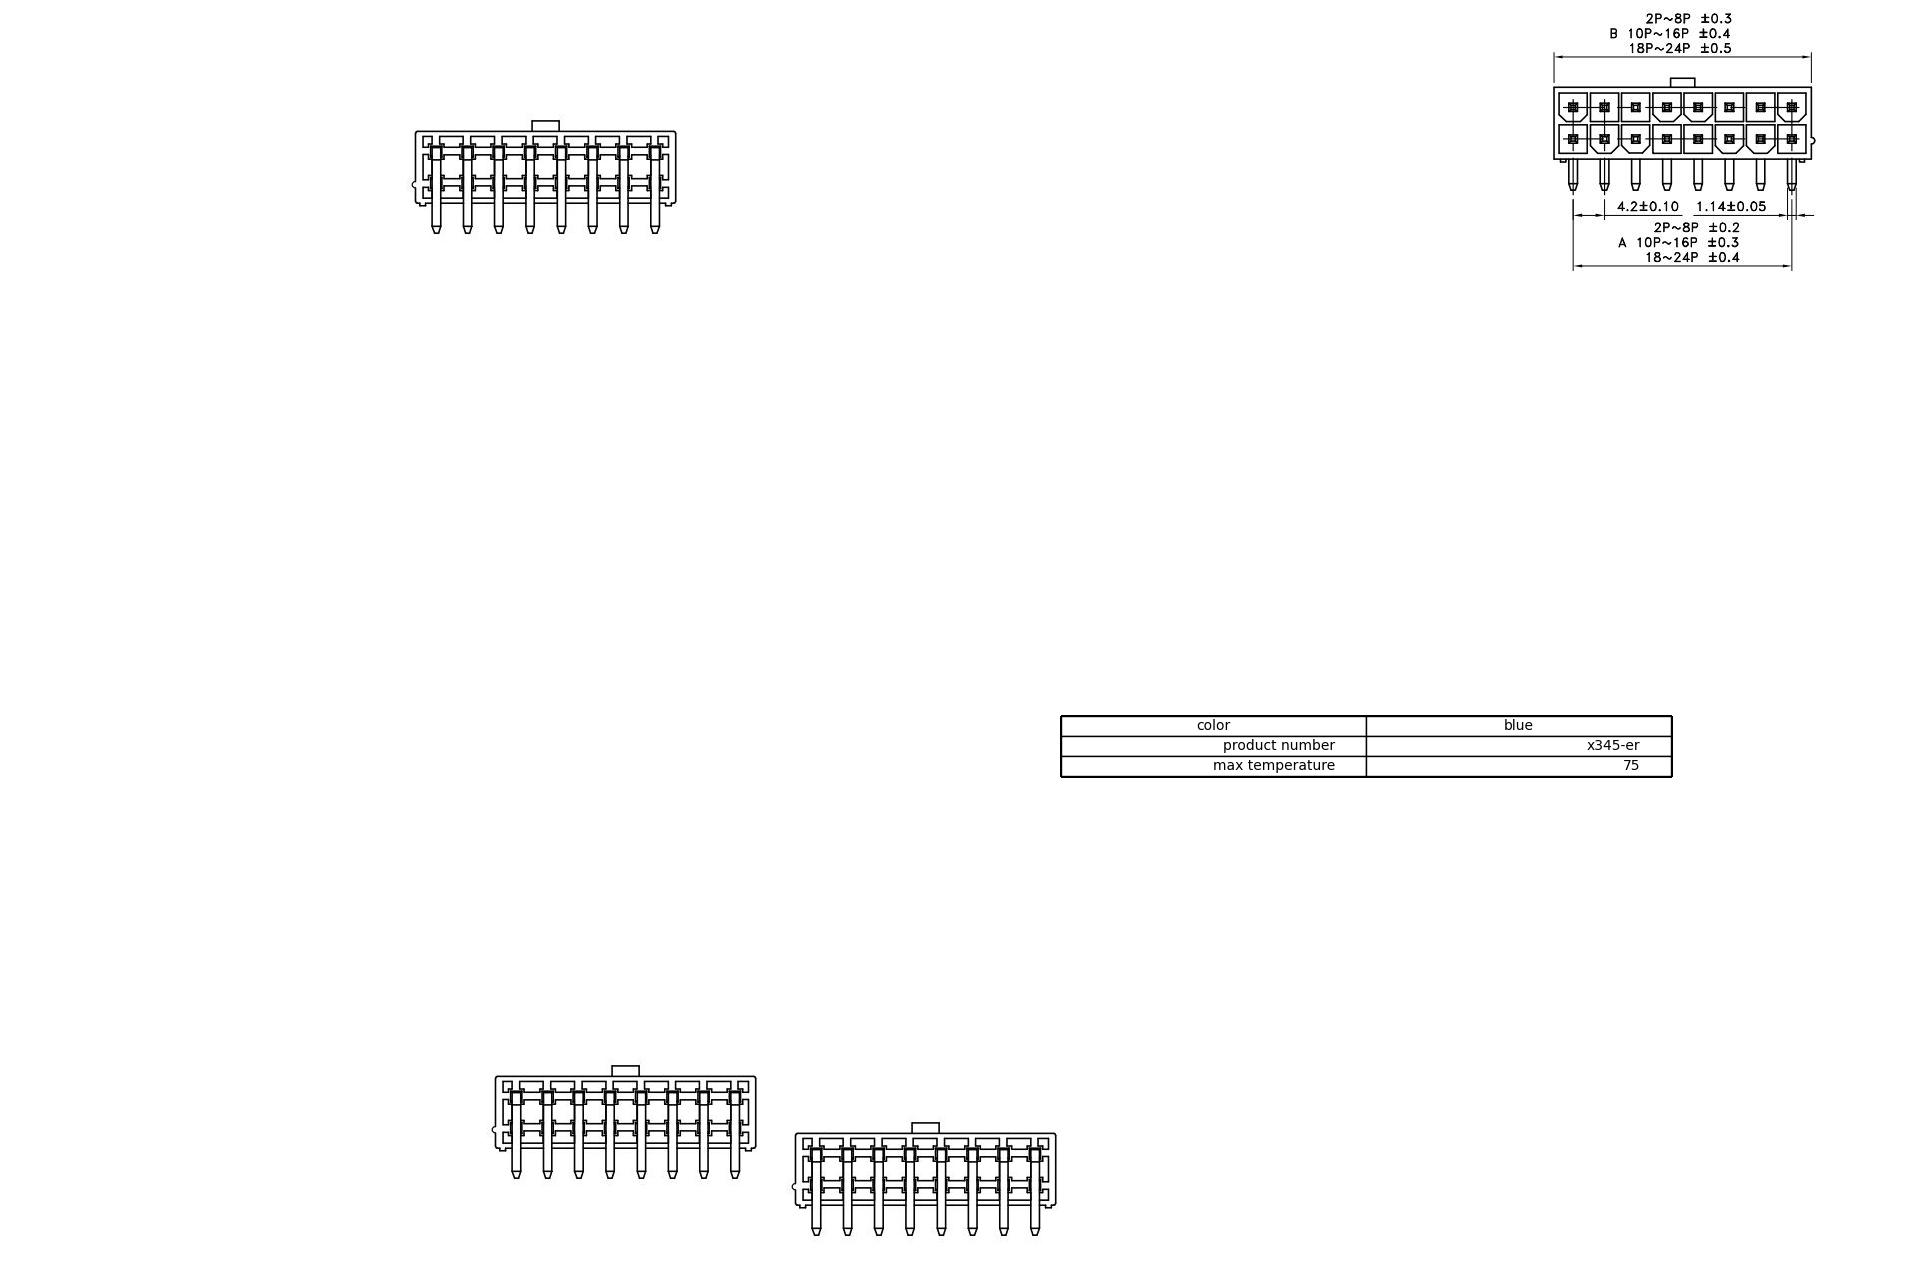 2P~8P ±0.3
B 10P~16P ±0.4
18P~24P ±0.5
4.2±0.10 1.14±0.05
2P~8P ±0.2
A 10P~16P ±0.3
18~24P ±0.4
color blue
product number x345-er
max temperature 75